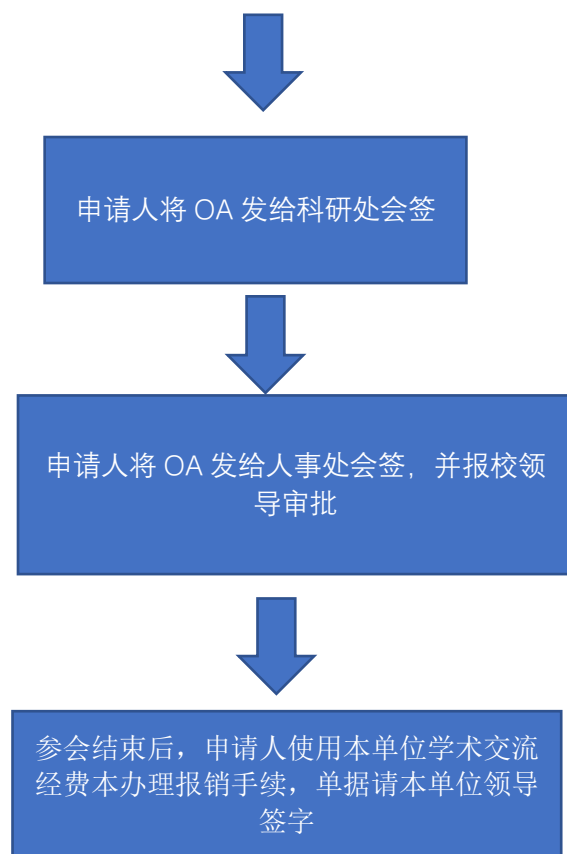 申请人将 OA 发给科研处会签
申请人将 OA 发给人事处会签，并报校领
导审批
参会结束后，申请人使用本单位学术交流
经费本办理报销手续，单据请本单位领导
签字